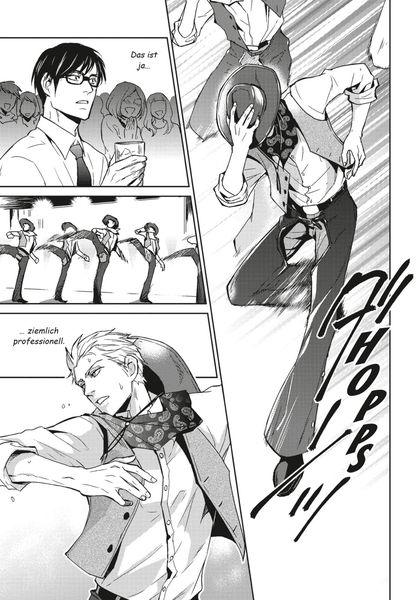 Das ist
ja...
HOPPS
... ziemlich
professionell.